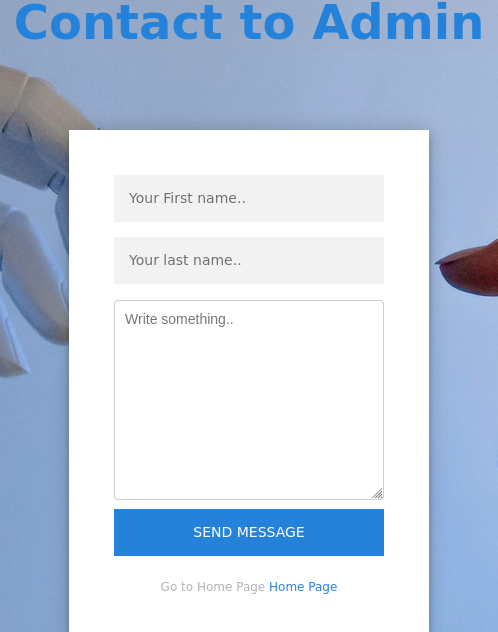 Contact to Admin
Your First name..
Your last name..
Write something..
SEND MESSAGE
Go to Home Page Home Page